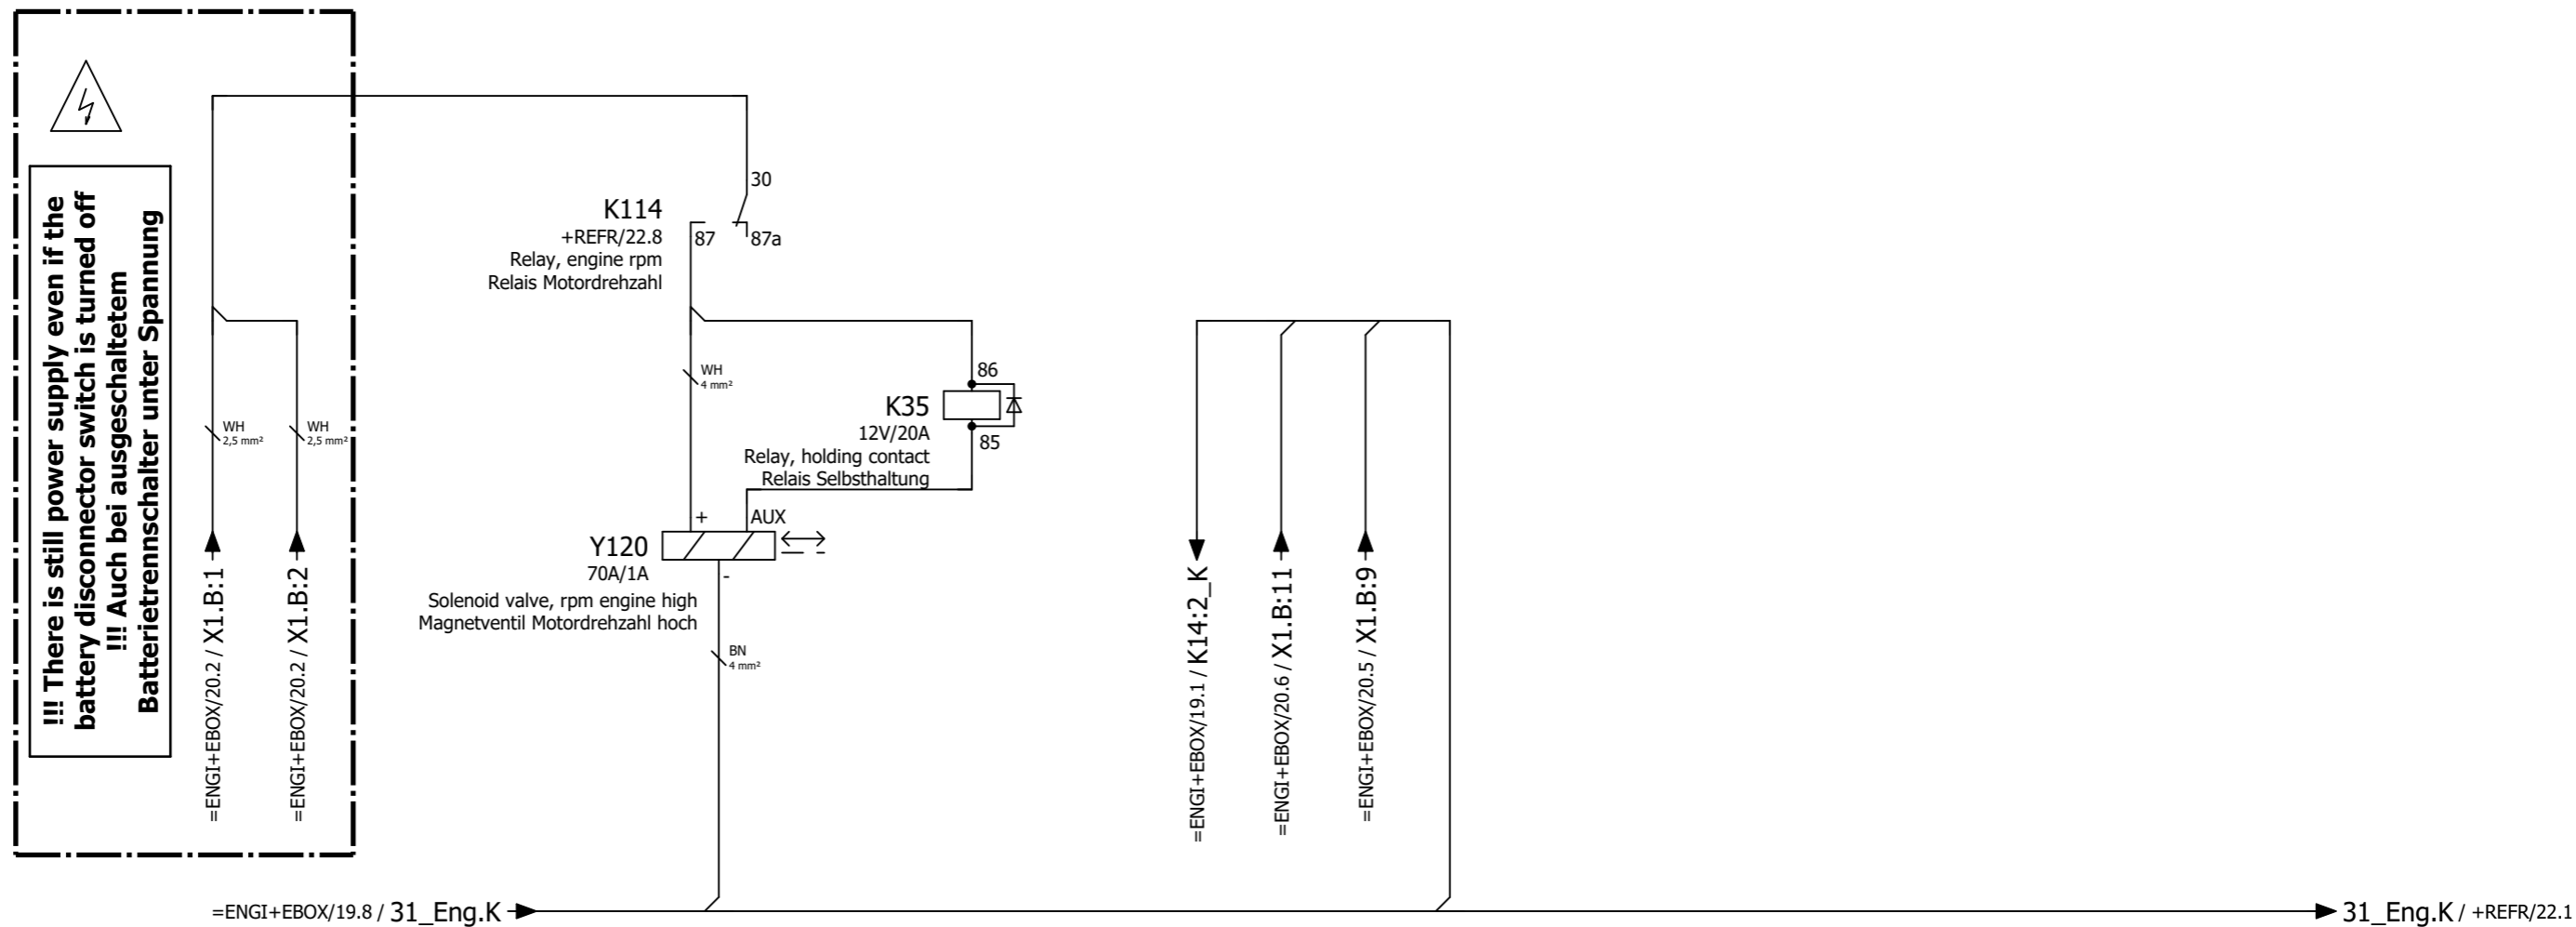 !!! There is still power supply even if the
battery disconnector switch is turned off
!!! Auch bei ausgeschaltetem
Batterietrennschalter unter Spannung
WH
2,5 mm²
WH
2,5 mm²
=ENGI+EBOX/20.2 / X1.B:1
=ENGI+EBOX/20.2 / X1.B:2
30
K114
+REFR/22.8
Relay, engine rpm
Relais Motordrehzahl
87
87a
WH
4 mm²
86
K35
12V/20A
85
Relay, holding contact
Relais Selbsthaltung
+
AUX
Y120
70A/1A
-
Solenoid valve, rpm engine high
Magnetventil Motordrehzahl hoch
BN
4 mm²
=ENGI+EBOX/19.1 / K14:2_K
=ENGI+EBOX/20.6 / X1.B:11
=ENGI+EBOX/20.5 / X1.B:9
=ENGI+EBOX/19.8 / 31_Eng.K
31_Eng.K / +REFR/22.1